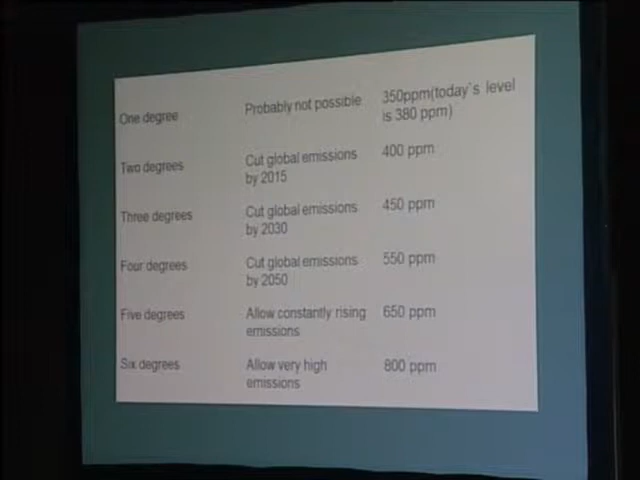 One degree Probably not possible 350ppm(today`s level
is 380 ppm)
Two degrees Cut global emissions 400 ppm
by 2015
Three degrees Cut global emissions 450 ppm
by 2030
Four degrees Cut global emissions 550 ppm
by 2050
Five degrees Allow constantly rising 650 ppm
emissions
Six degrees Allow very high 800 ppm
emissions